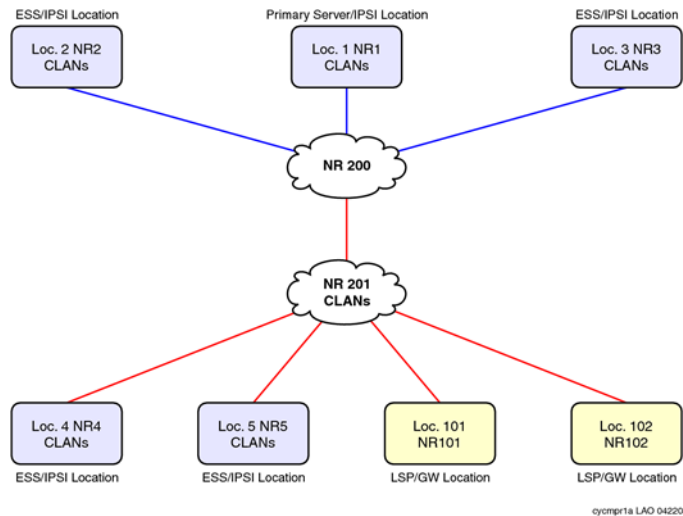 ESS/IPSI Location
Primary Server/IPSI Location
ESS/IPSI Location
Loc. 2 NR2
CLANs
Loc. 1 NR1
CLANs
Loc. 3 NR3
CLANs
NR 200
NR 201
CLANs
Loc. 4 NR4
CLANs
Loc. 5 NR5
CLANs
Loc. 101
NR101
Loc. 102
NR102
ESS/IPSI Location
ESS/IPSI Location
LSP/GW Location
LSP/GW Location
cycmpr1a LAO 04220